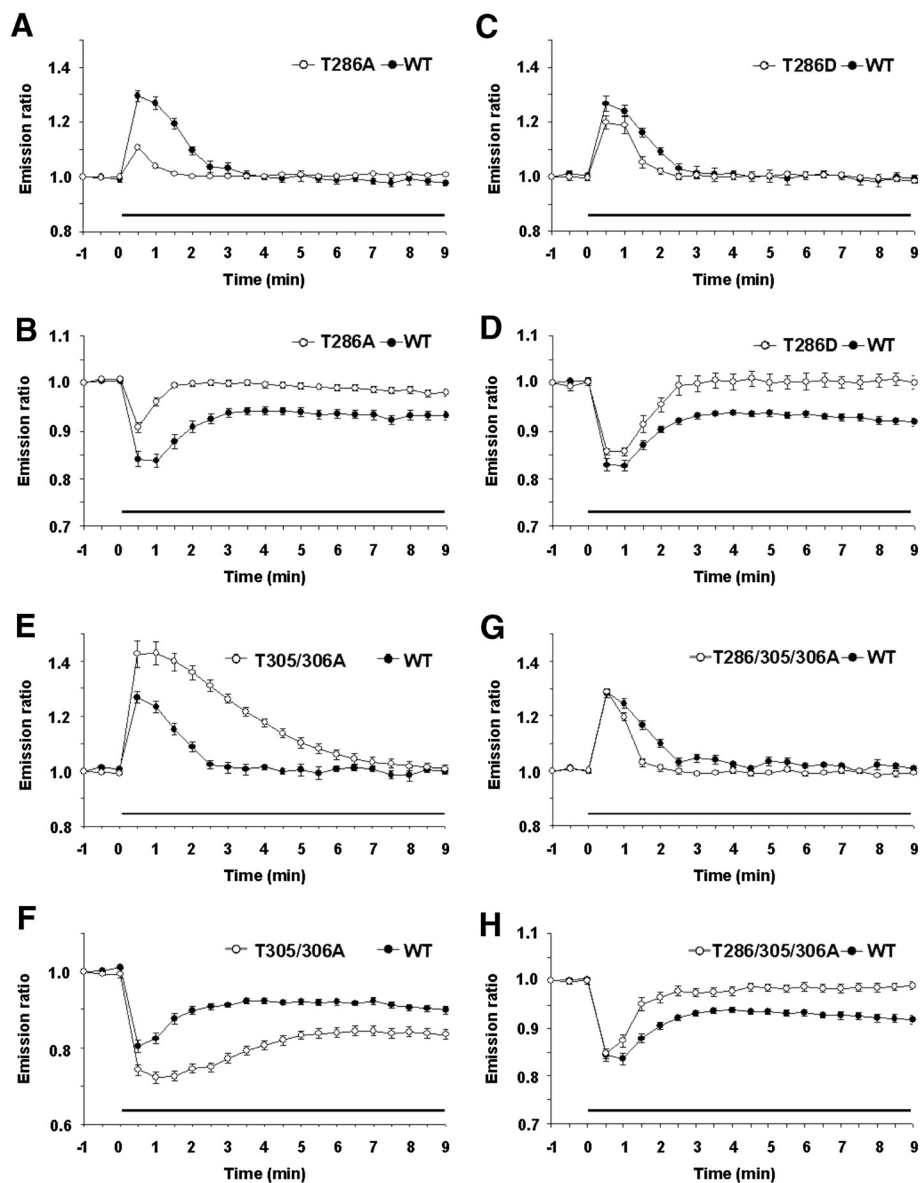 A
T286A WT
Emission ratio
1.4
1.2
1.0
0.8
-1 0 1 2 3 4 5 6 7 8 9
Time (min)
C
T286D WT
Emission ratio
1.4
1.2
1.0
0.8
-1 0 1 2 3 4 5 6 7 8 9
Time (min)
B
T286A WT
Emission ratio
1.1
1.0
0.9
0.8
0.7
-1 0 1 2 3 4 5 6 7 8 9
Time (min)
D
T286D WT
Emission ratio
1.1
1.0
0.9
0.8
0.7
-1 0 1 2 3 4 5 6 7 8 9
Time (min)
E
T305/306A WT
Emission ratio
1.4
1.2
1.0
0.8
-1 0 1 2 3 4 5 6 7 8 9
Time (min)
G
T286/305/306A WT
Emission ratio
1.4
1.2
1.0
0.8
-1 0 1 2 3 4 5 6 7 8 9
Time (min)
F
T305/306A WT
Emission ratio
1.0
0.8
0.6
-1 0 1 2 3 4 5 6 7 8 9
Time (min)
H
T286/305/306A WT
Emission ratio
1.1
1.0
0.9
0.8
0.7
-1 0 1 2 3 4 5 6 7 8 9
Time (min)